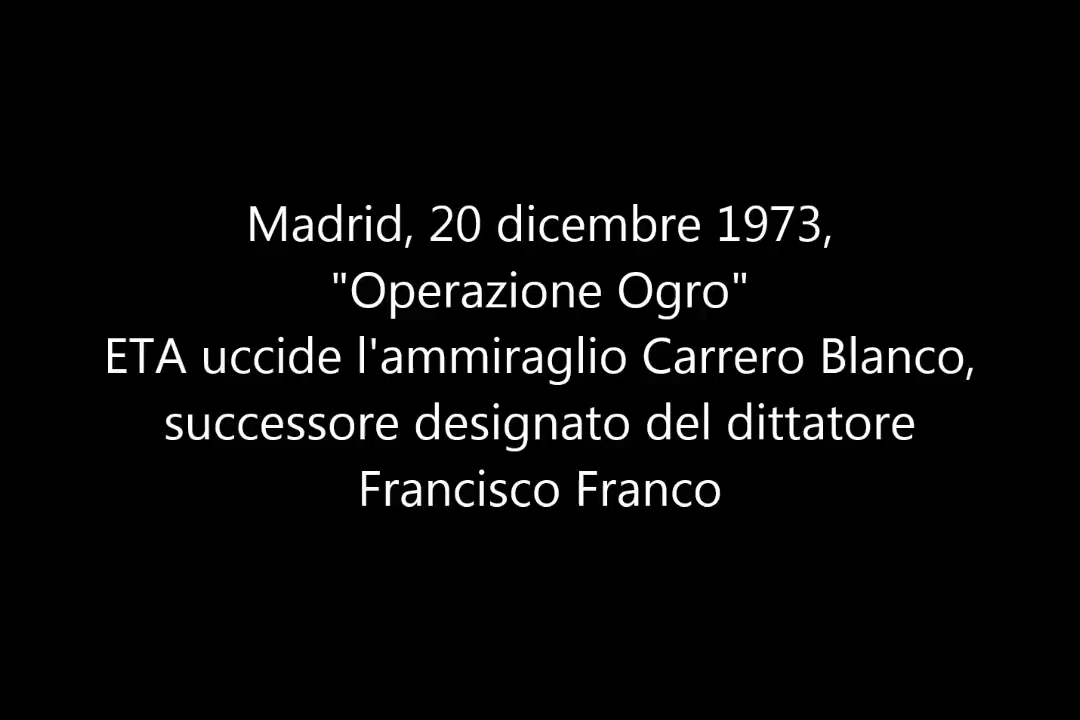 Madrid, 20 dicembre 1973,
"Operazione Ogro"
ETA uccide l'ammiraglio Carrero Blanco,
successore designato del dittatore
Francisco Franco